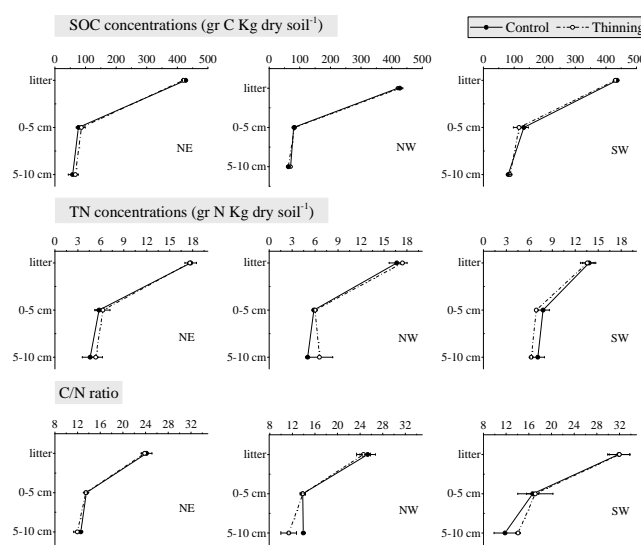 SOC concentrations (gr C Kg dry soil-1)
Control Thinning
0 100 200 300 400 500
0 100 200 300 400 500
0 100 200 300 400 500
litter
0-5 cm
5-10 cm
NE
litter
0-5 cm
5-10 cm
NW
litter
0-5 cm
5-10 cm
SW
TN concentrations (gr N Kg dry soil-1)
0 3 6 9 12 15 18
0 3 6 9 12 15 18
0 3 6 9 12 15 18
litter
0-5 cm
5-10 cm
NE
litter
0-5 cm
5-10 cm
NW
litter
0-5 cm
5-10 cm
SW
C/N ratio
8 12 16 20 24 28 32
8 12 16 20 24 28 32
8 12 16 20 24 28 32
litter
0-5 cm
5-10 cm
NE
litter
0-5 cm
5-10 cm
NW
litter
0-5 cm
5-10 cm
SW